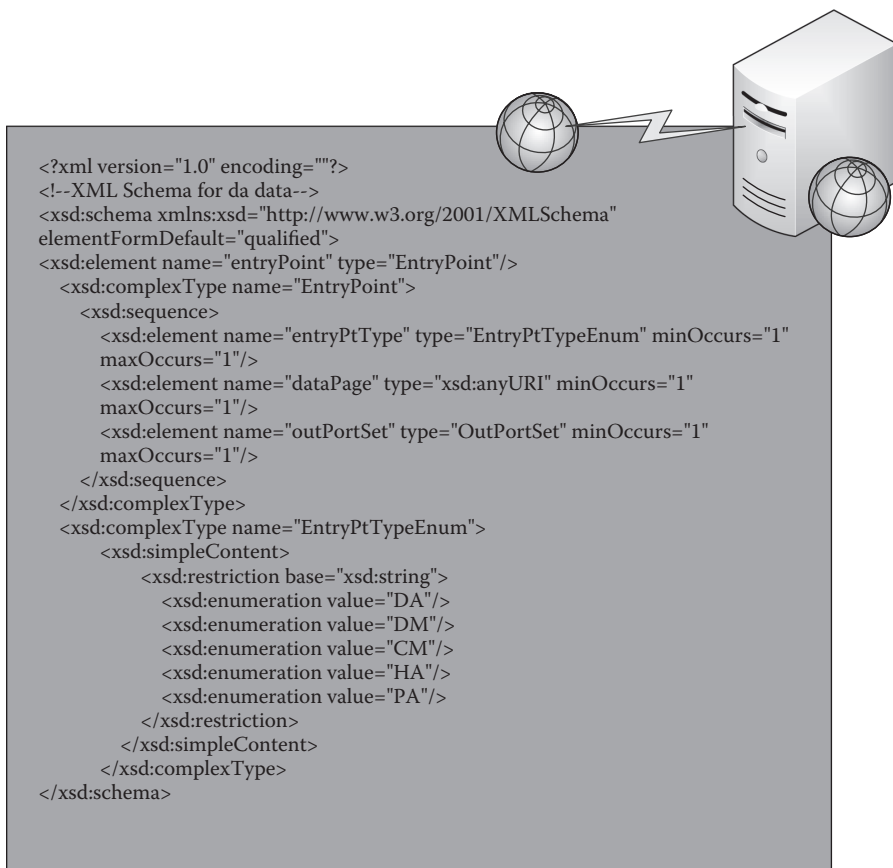 <?xml version="1.0" encoding=""?>
<!--XML Schema for da data-->
<xsd:schema xmlns:xsd="http://www.w3.org/2001/XMLSchema"
elementFormDefault="qualified">
<xsd:element name="entryPoint" type="EntryPoint"/>
<xsd:complexType name="EntryPoint">
<xsd:sequence>
<xsd:element name="entryPtType" type="EntryPtTypeEnum" minOccurs="1"
maxOccurs="1"/>
<xsd:element name="dataPage" type="xsd:anyURI" minOccurs="1"
maxOccurs="1"/>
<xsd:element name="outPortSet" type="OutPortSet" minOccurs="1"
maxOccurs="1"/>
</xsd:sequence>
</xsd:complexType>
<xsd:complexType name="EntryPtTypeEnum">
<xsd:simpleContent>
<xsd:restriction base="xsd:string">
<xsd:enumeration value="DA"/>
<xsd:enumeration value="DM"/>
<xsd:enumeration value="CM"/>
<xsd:enumeration value="HA"/>
<xsd:enumeration value="PA"/>
</xsd:restriction>
</xsd:simpleContent>
</xsd:complexType>
</xsd:schema>